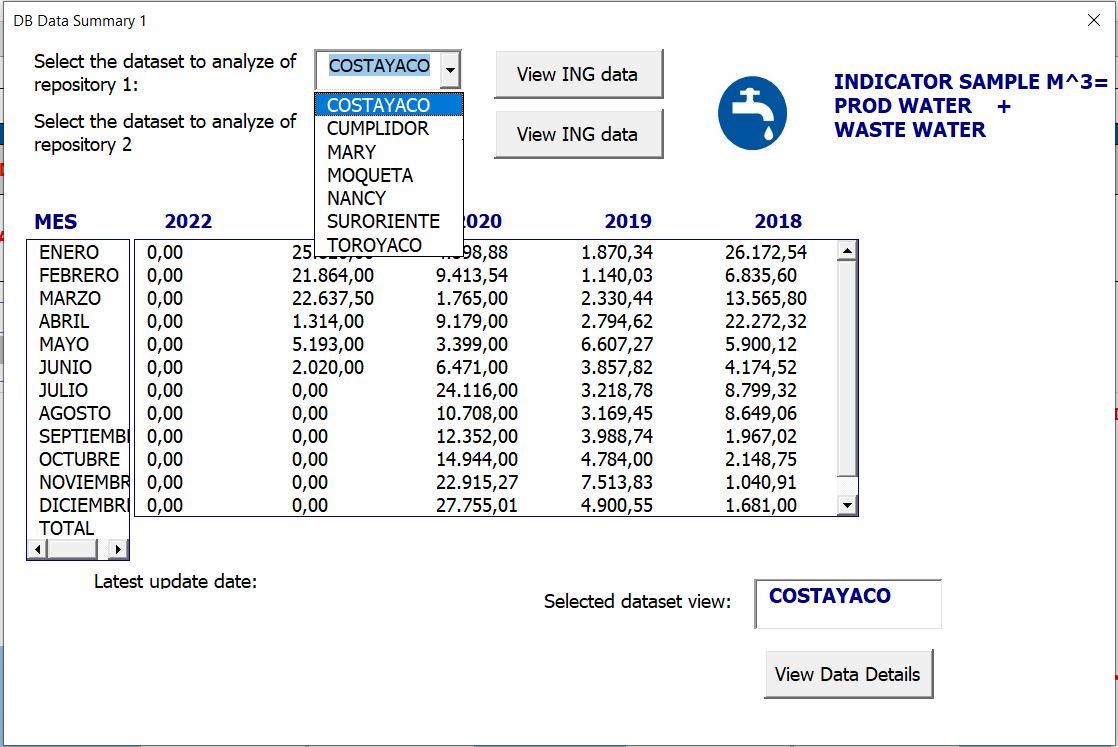 DB Data Summary 1
Select the dataset to analyze of
repository 1:
COSTAYACO
View ING data
INDICATOR SAMPLE M^3=
PROD WATER +
WASTE WATER
Select the dataset to analyze of
repository 2
View ING data
COSTAYACO
CUMPLIDOR
MARY
MOQUETA
NANCY
SURORIENTE
TOROYACO
MES 2022 2020 2019 2018
ENERO 0,00 1.870,34 26.172,54
FEBRERO 0,00 21.864,00 9.413,54 1.140,03 6.835,60
MARZO 0,00 22.637,50 1.765,00 2.330,44 13.565,80
ABRIL 0,00 1.314,00 9.179,00 2.794,62 22.272,32
MAYO 0,00 5.193,00 3.399,00 6.607,27 5.900,12
JUNIO 0,00 2.020,00 6.471,00 3.857,82 4.174,52
JULIO 0,00 0,00 24.116,00 3.218,78 8.799,32
AGOSTO 0,00 0,00 10.708,00 3.169,45 8.649,06
SEPTIEMB 0,00 0,00 12.352,00 3.988,74 1.967,02
OCTUBRE 0,00 0,00 14.944,00 4.784,00 2.148,75
NOVIEMBR 0,00 0,00 22.915,27 7.513,83 1.040,91
DICIEMBR 0,00 0,00 27.755,01 4.900,55 1.681,00
TOTAL
Latest update date:
Selected dataset view: COSTAYACO
View Data Details